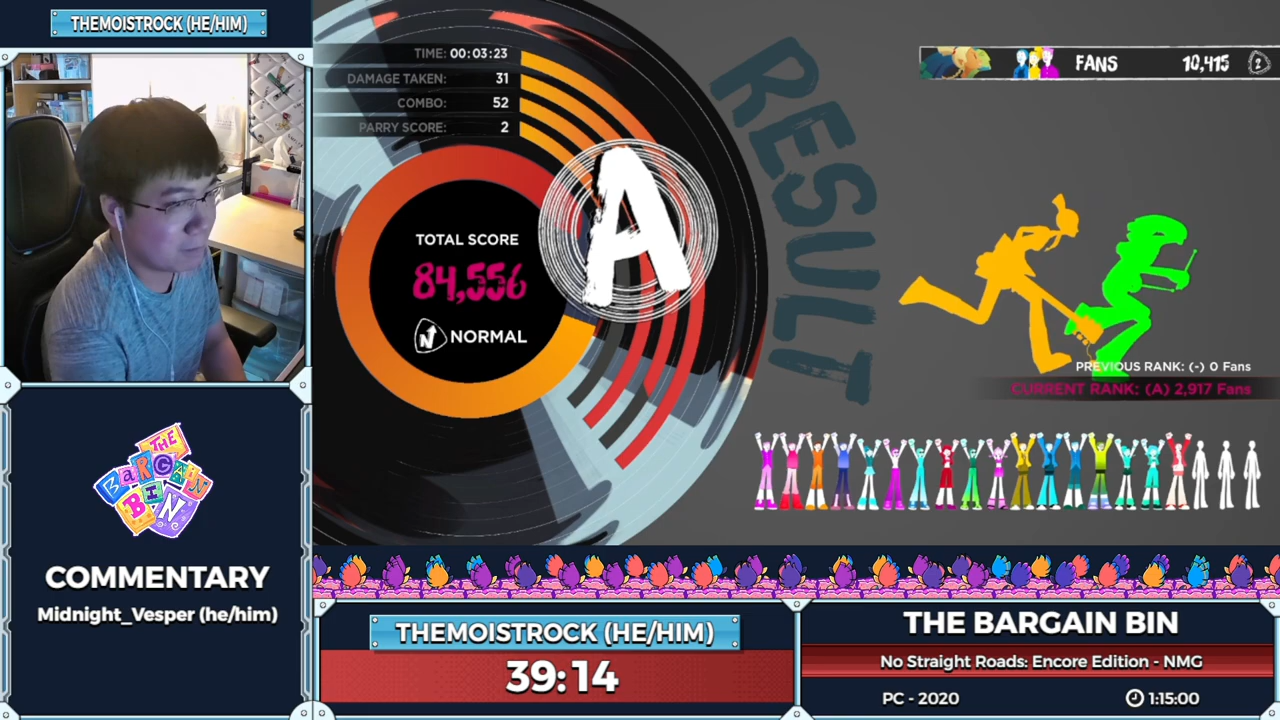 THEMOISTROCK (HE/HIM)
TIME: 00:03:23
DAMAGE TAKEN: 31
COMBO: 52
PARRY SCORE: 2
A
TOTAL SCORE
84,556
NORMAL
RESULT
FANS 10,415
PREVIOUS RANK: (-) 0 Fans
CURRENT RANK: (A) 2,917 Fans
THE
BARGAIN
BIN
COMMENTARY
Midnight_Vesper (he/him)
THEMOISTROCK (HE/HIM)
39:14
THE BARGAIN BIN
No Straight Roads: Encore Edition - NMG
PC - 2020
1:15:00